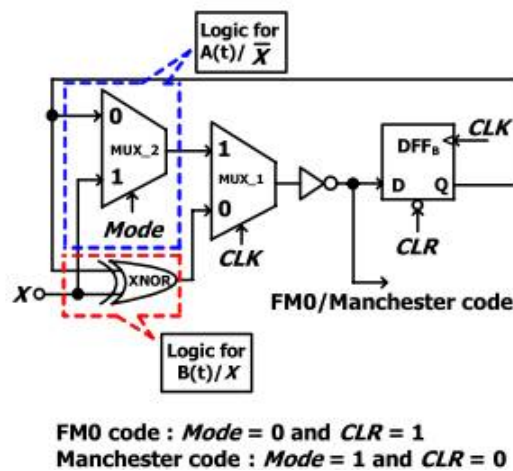 Logic for
A(t)/ X̅
0
MUX_2
1
Mode
1
MUX_1
0
CLK
CLK
DFF_B
D Q
CLR
X
XNOR
FM0/Manchester code
Logic for
B(t)/X
FM0 code : Mode = 0 and CLR = 1
Manchester code : Mode = 1 and CLR = 0